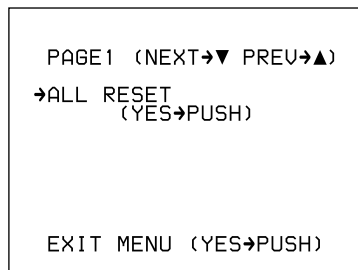 PAGE1 (NEXT→▼ PREV→▲)
→ALL RESET
(YES→PUSH)
EXIT MENU (YES→PUSH)